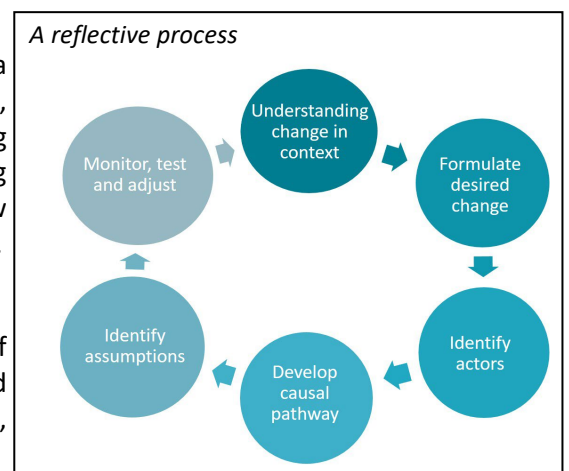 A reflective process
Understanding
change in
context
Formulate
desired
change
Identify
actors
Develop
causal
pathway
Identify
assumptions
Monitor, test
and adjust
a
,
g
g
f
d
,